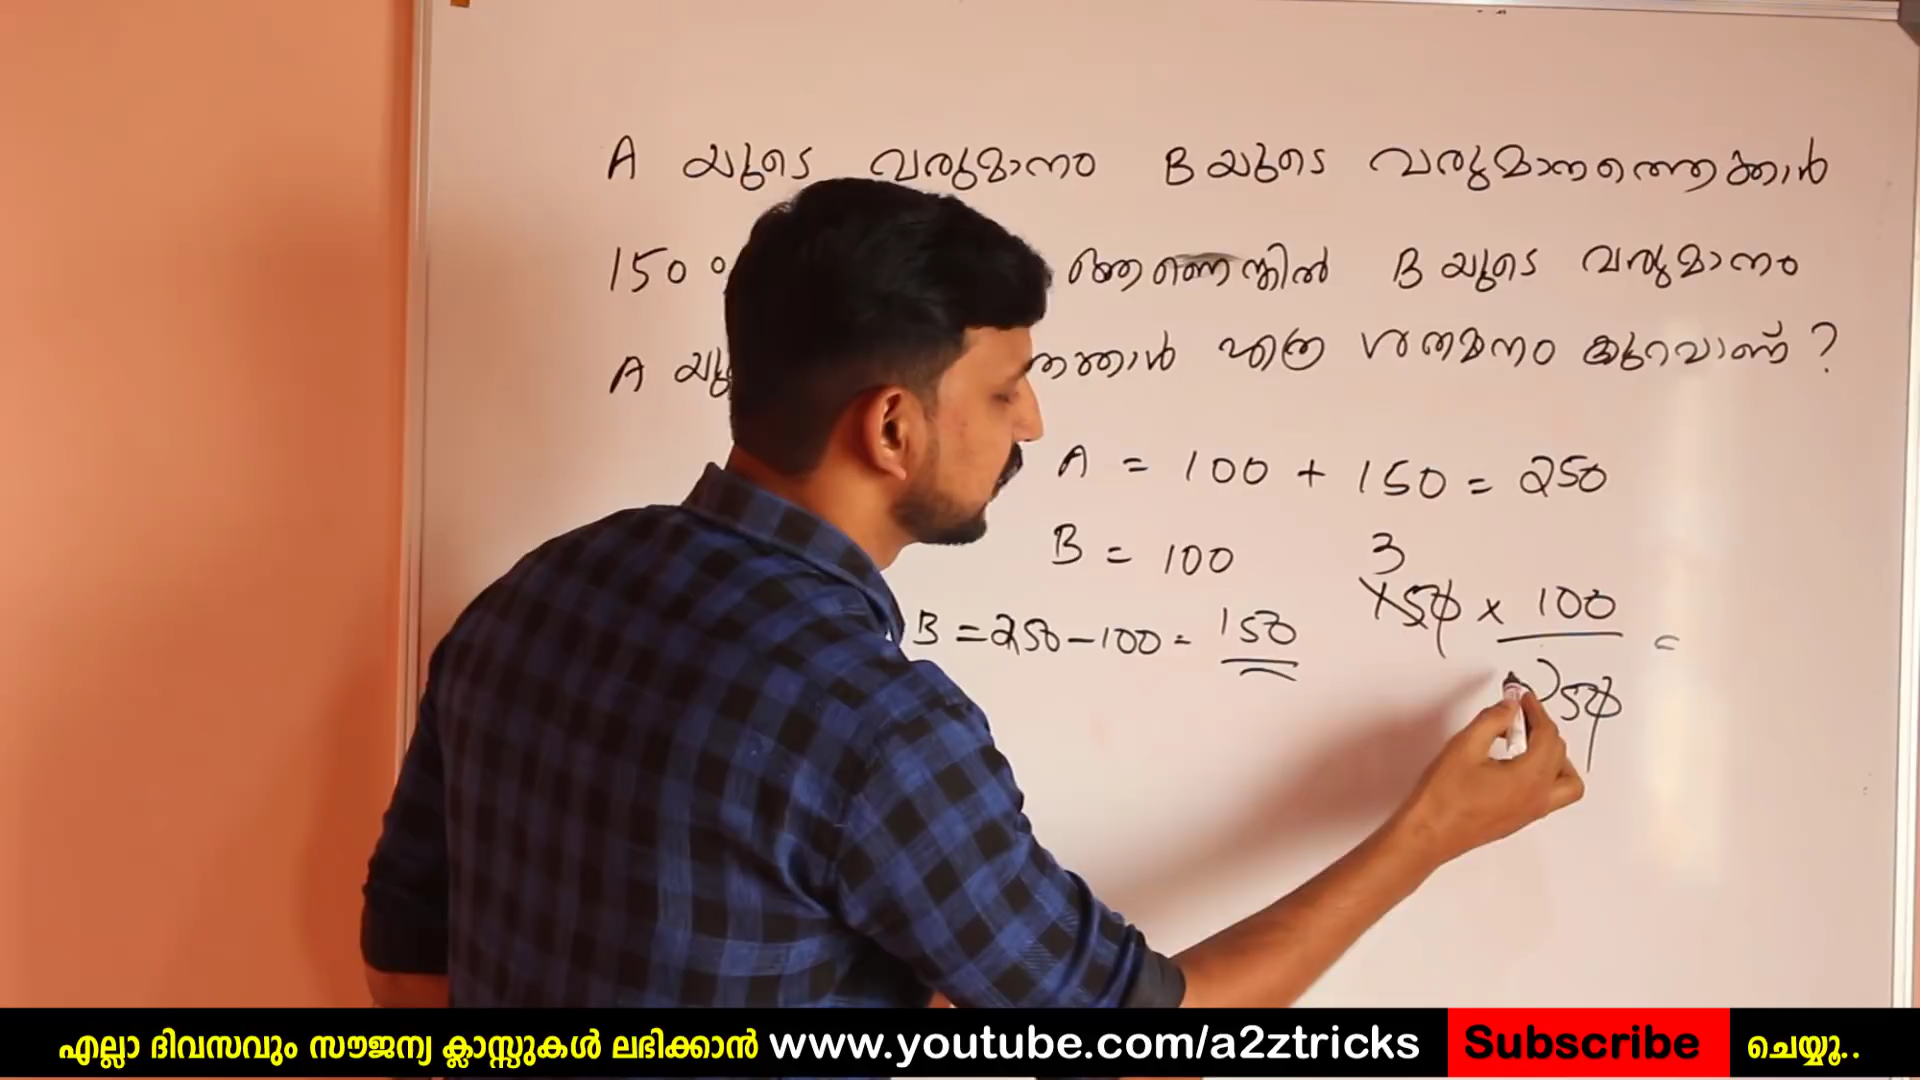 A യുടെ വരുമാനം B യുടെ വരുമാനത്തെക്കാൾ
150 B യുടെ വരുമാനം
A എത്ര ശതമാനം കുറവാണ് ?
A = 100 + 150 = 250
B = 100
3
B = 250 - 100 = 150
150 × 100 =
250
എല്ലാ ദിവസവും സൗജന്യ ക്ലാസ്സുകൾ ലഭിക്കാൻ www.youtube.com/a2ztricks Subscribe ചെയ്യൂ..